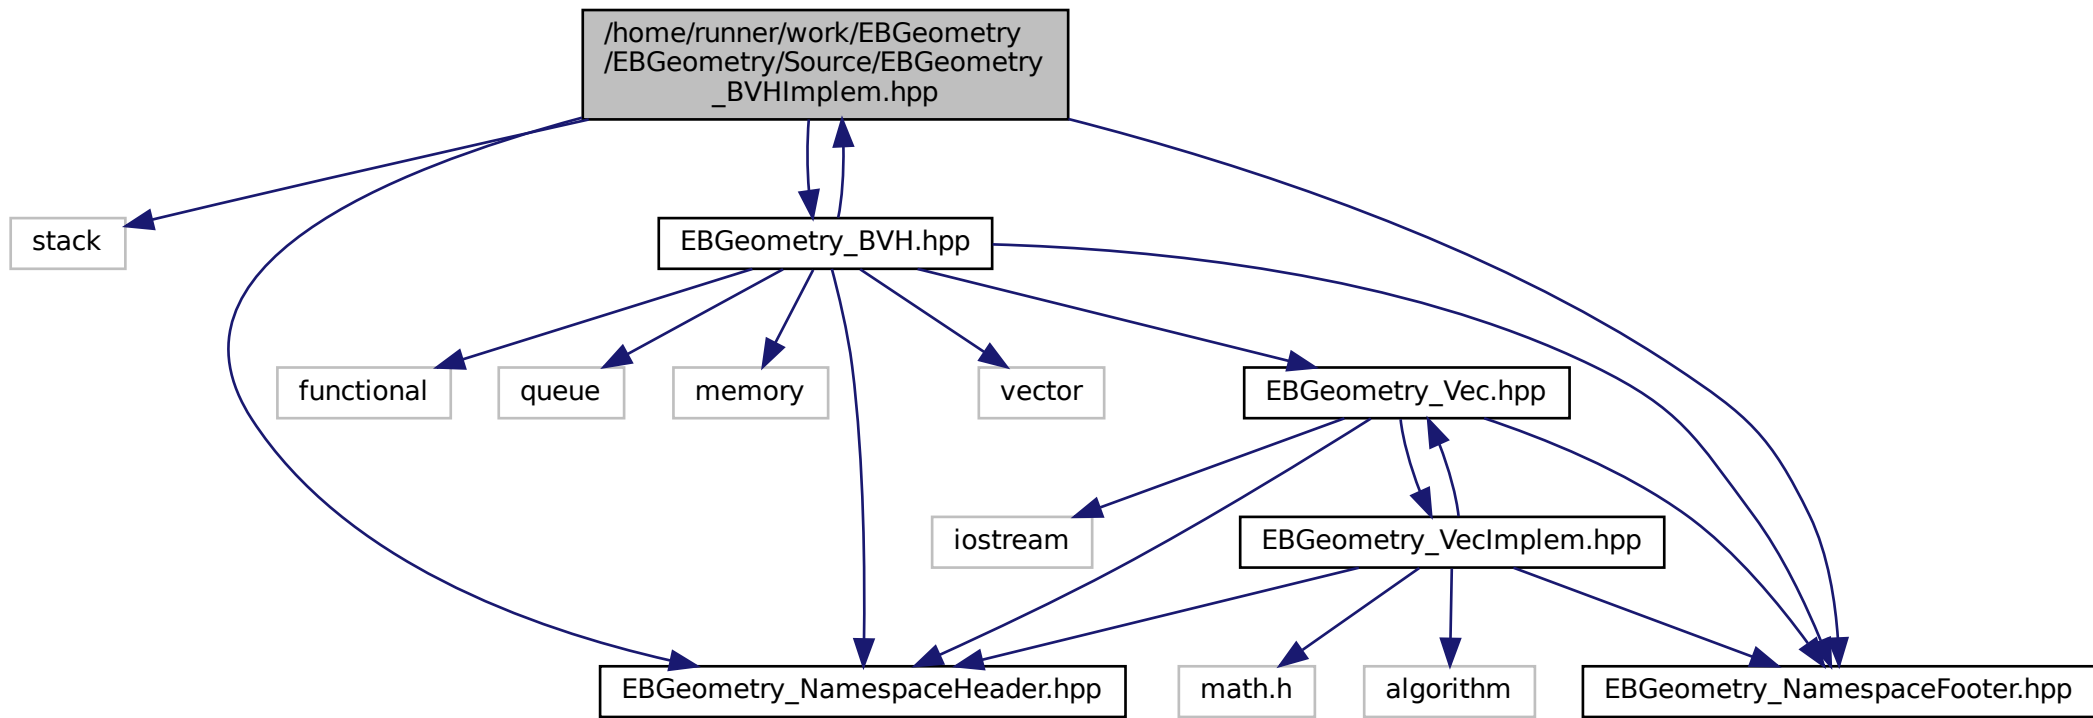 /home/runner/work/EBGeometry
/EBGeometry/Source/EBGeometry
_BVHImplem.hpp
stack
EBGeometry_BVH.hpp
functional
queue
memory
vector
EBGeometry_Vec.hpp
iostream
EBGeometry_VecImplem.hpp
EBGeometry_NamespaceHeader.hpp
math.h
algorithm
EBGeometry_NamespaceFooter.hpp